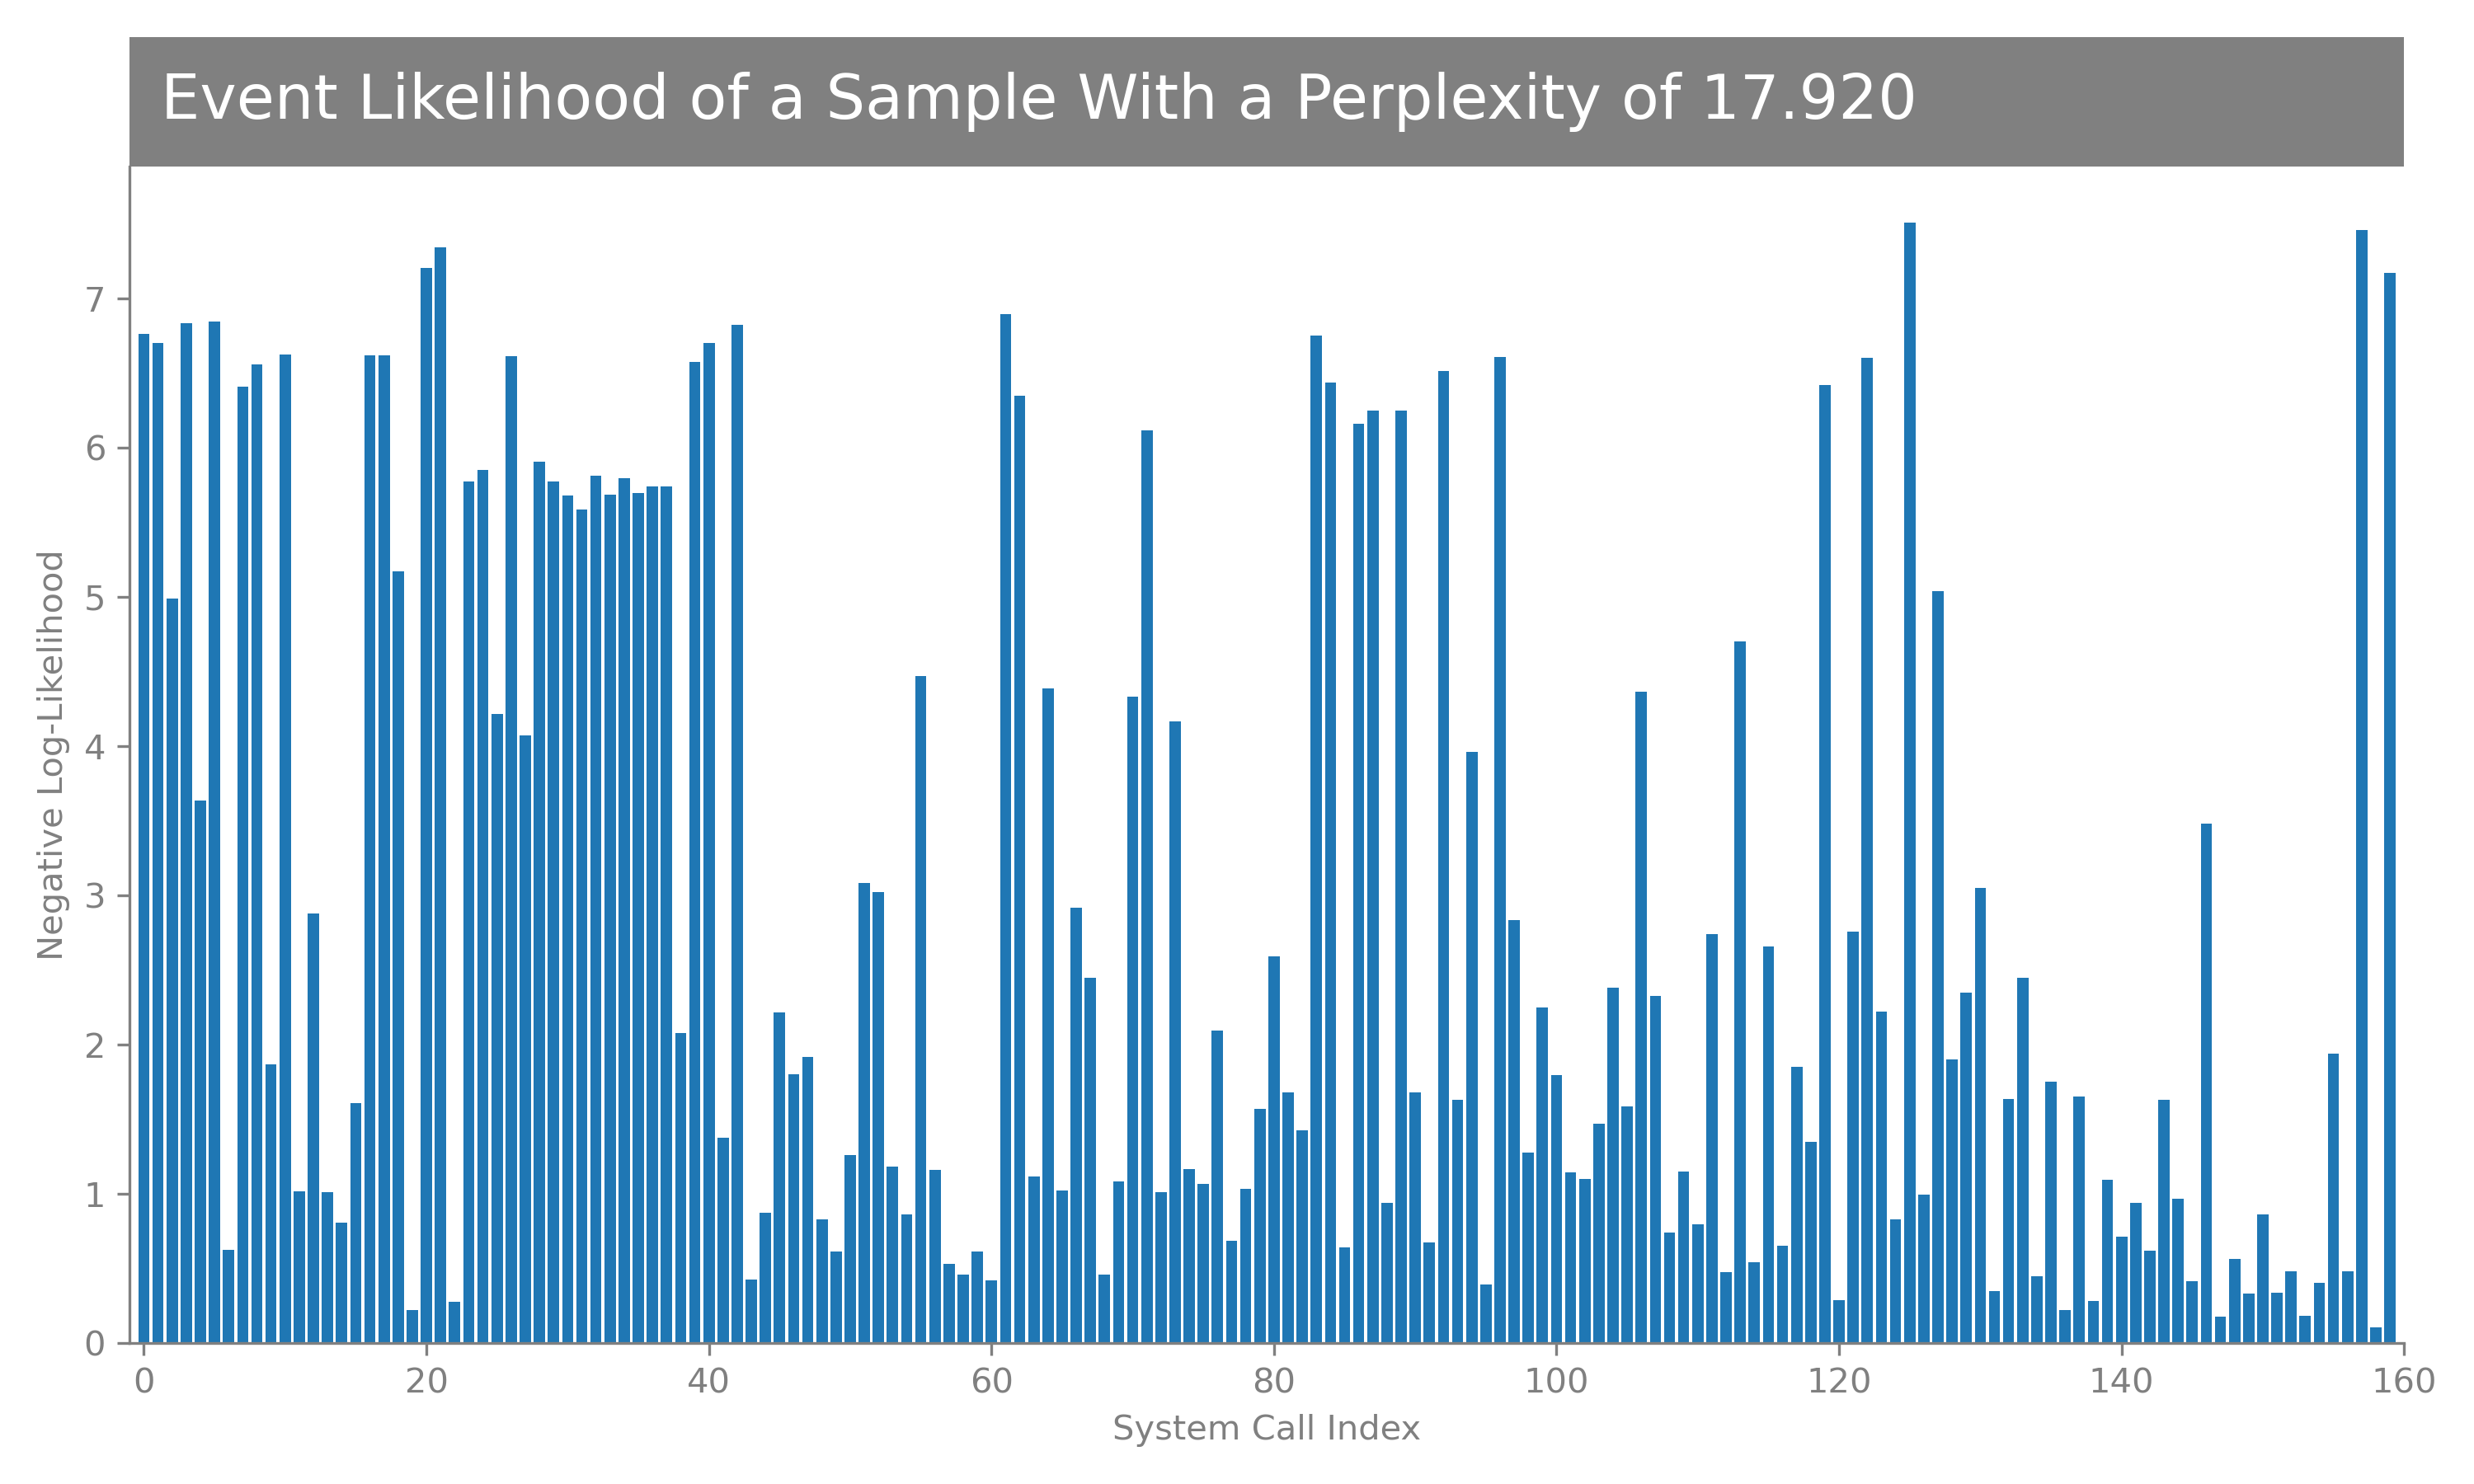 Event Likelihood of a Sample With a Perplexity of 17.920
Negative Log-Likelihood
7
6
5
4
3
2
1
0
0 20 40 60 80 100 120 140 160
System Call Index